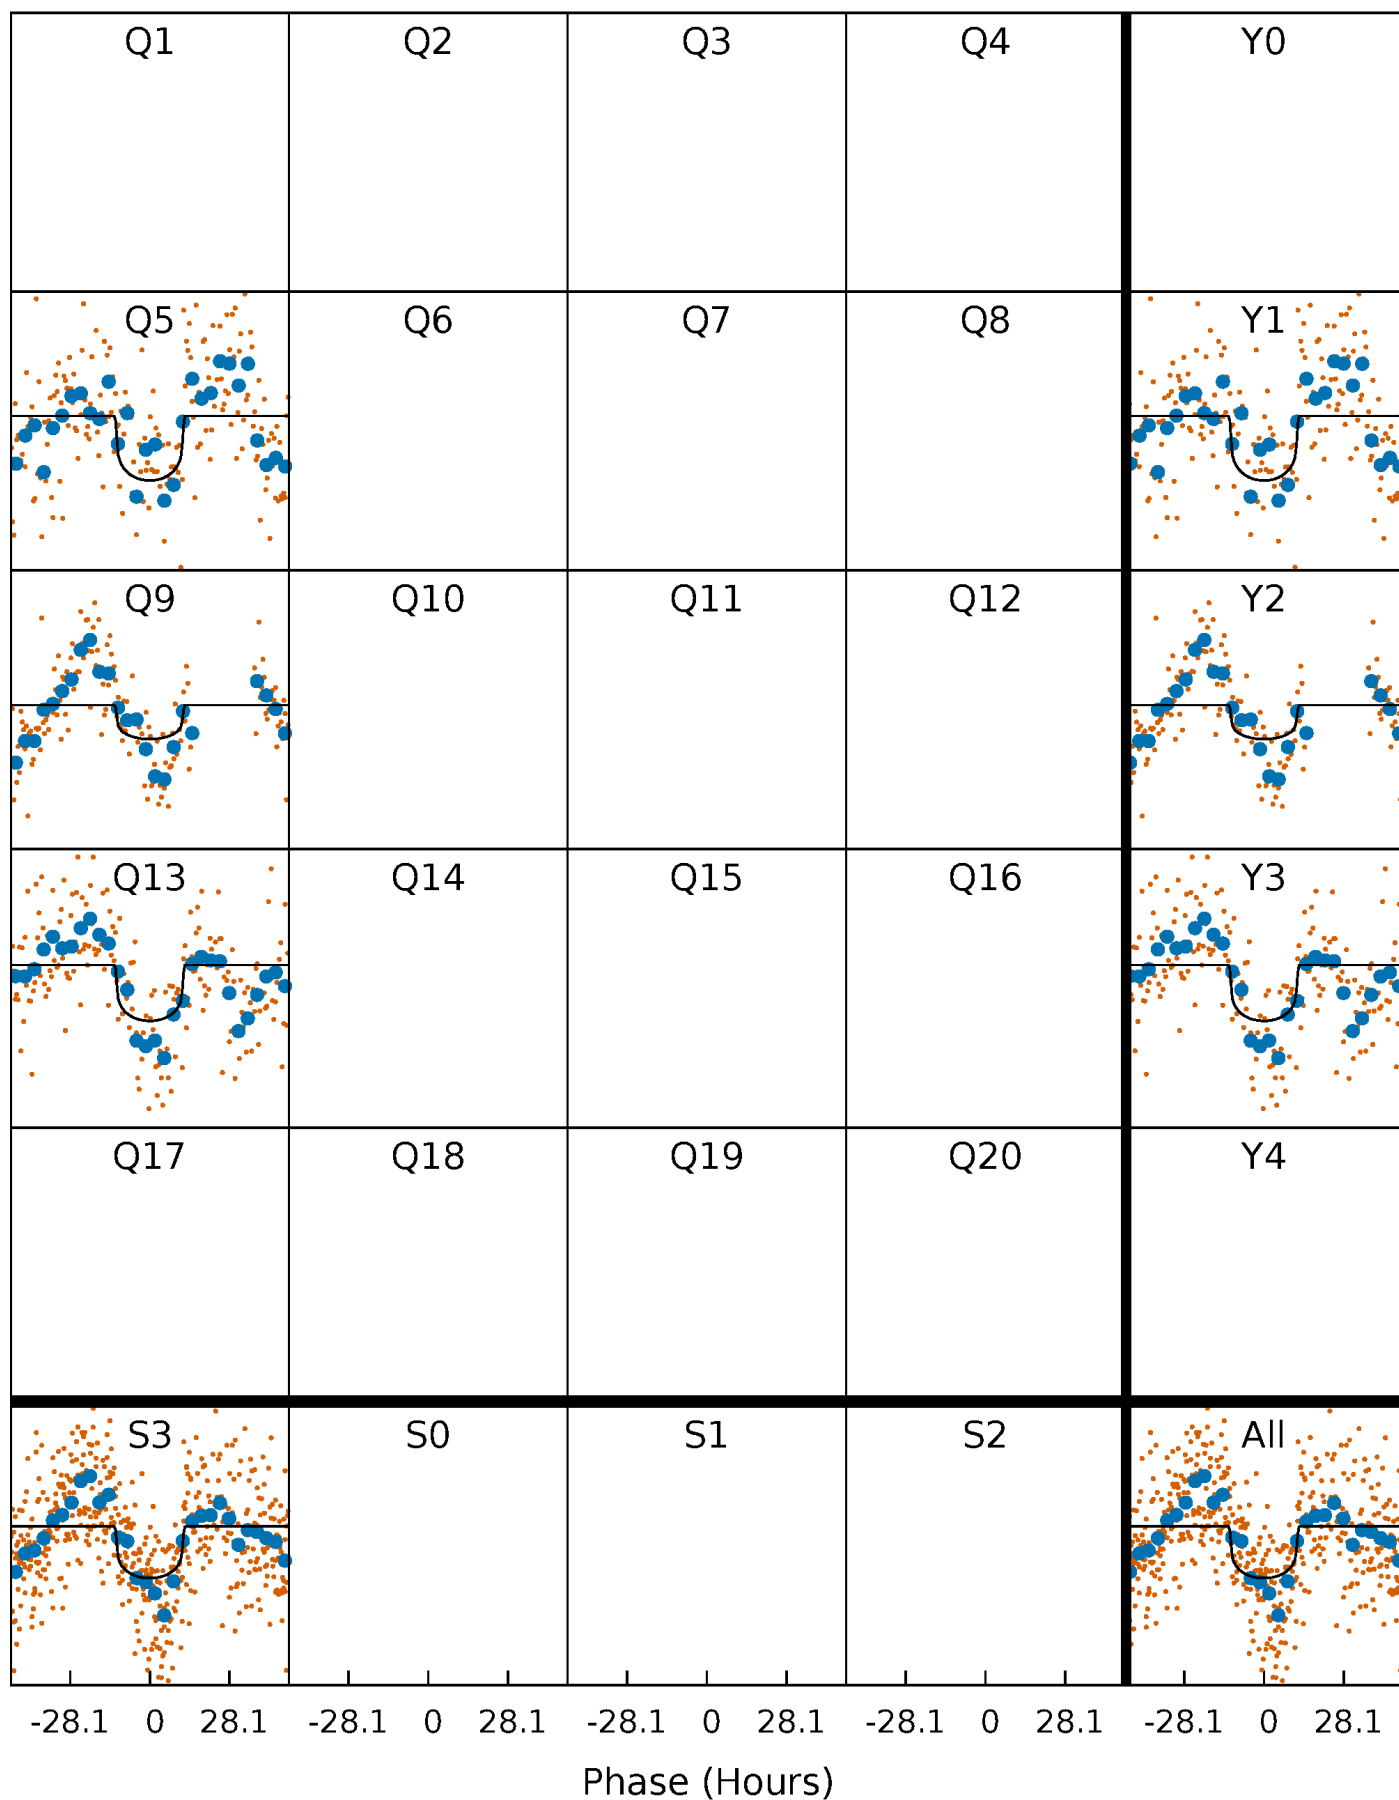 Q1 Q2 Q3 Q4 Y0
Q5 Q6 Q7 Q8 Y1
Q9 Q10 Q11 Q12 Y2
Q13 Q14 Q15 Q16 Y3
Q17 Q18 Q19 Q20 Y4
S3 S0 S1 S2 All
-28.1 0 28.1 -28.1 0 28.1 -28.1 0 28.1 -28.1 0 28.1 -28.1 0 28.1
Phase (Hours)